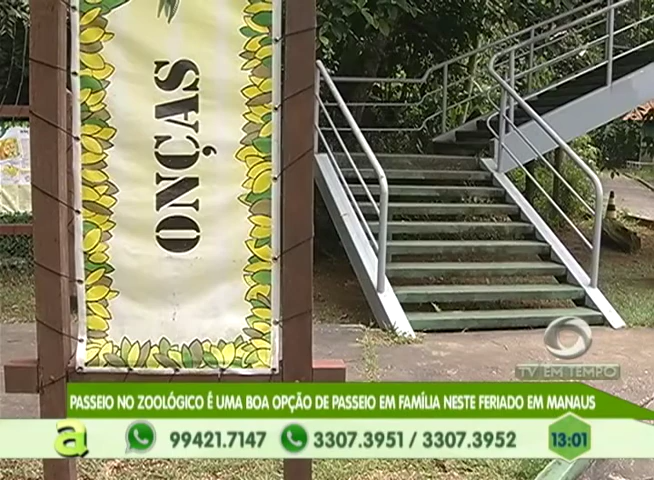 ONÇAS
TV EM TEMPO
PASSEIO NO ZOOLÓGICO É UMA BOA OPÇÃO DE PASSEIO EM FAMÍLIA NESTE FERIADO EM MANAUS
a 99421.7147 3307.3951 / 3307.3952 13:01